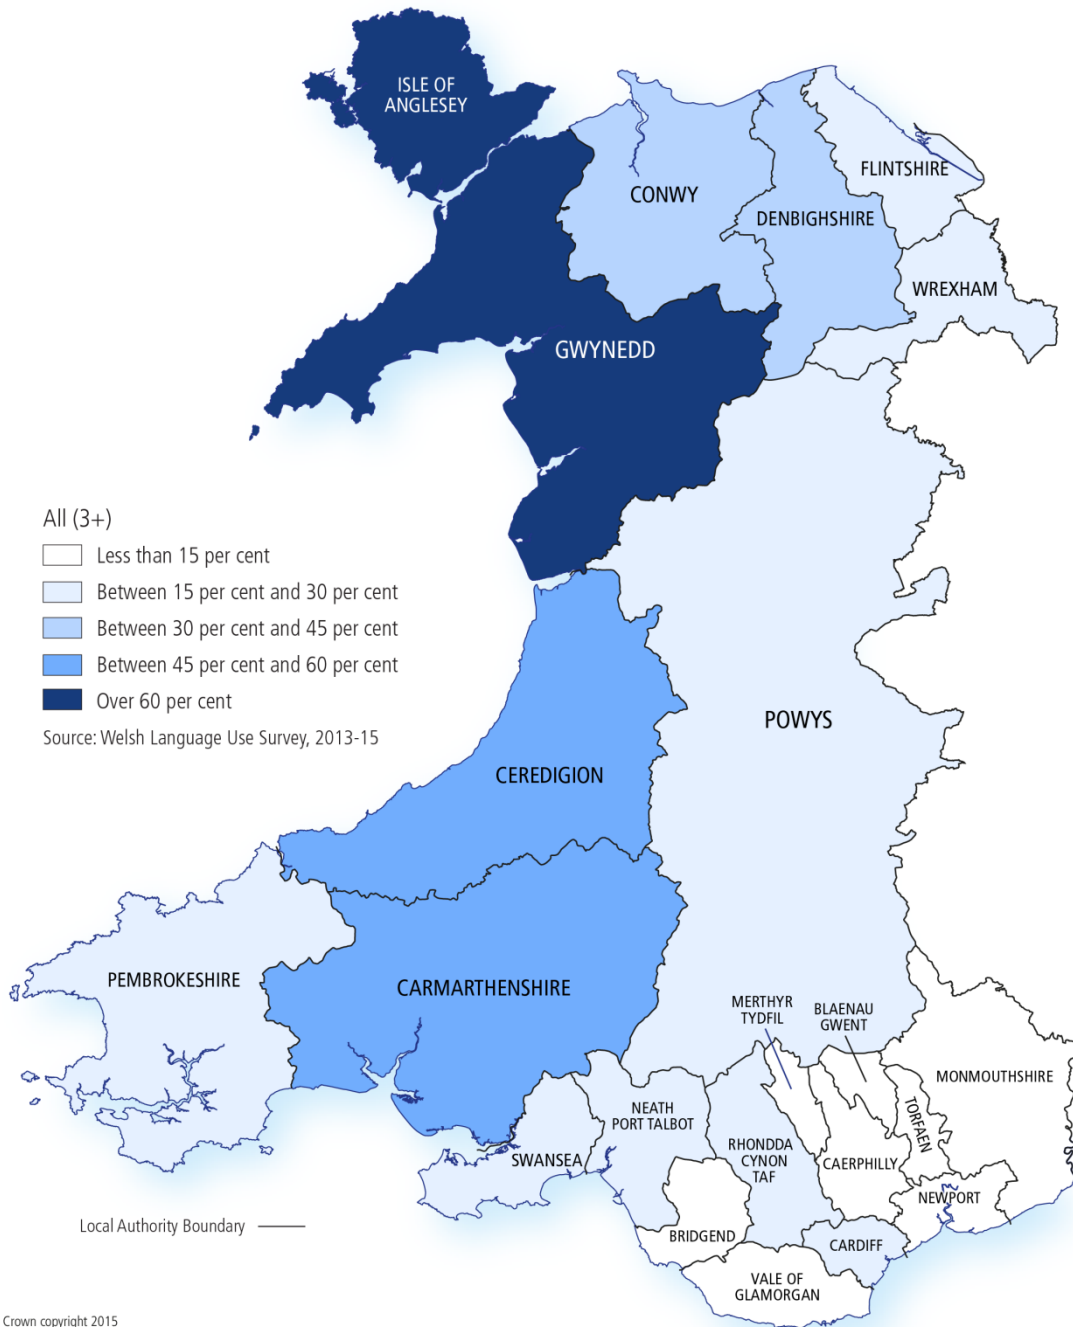 ISLE OF
ANGLESEY
FLINTSHIRE
CONWY
DENBIGHSHIRE
WREXHAM
GWYNEDD
All (3+)
Less than 15 per cent
Between 15 per cent and 30 per cent
Between 30 per cent and 45 per cent
Between 45 per cent and 60 per cent
Over 60 per cent
Source: Welsh Language Use Survey, 2013-15
POWYS
CEREDIGION
PEMBROKESHIRE
CARMARTHENSHIRE
MERTHYR
TYDFIL
BLAENAU
GWENT
MONMOUTHSHIRE
NEATH
PORT TALBOT
TORFAEN
RHONDDA
CYNON
TAF
SWANSEA
CAERPHILLY
NEWPORT
Local Authority Boundary
BRIDGEND
CARDIFF
VALE OF
GLAMORGAN
Crown copyright 2015